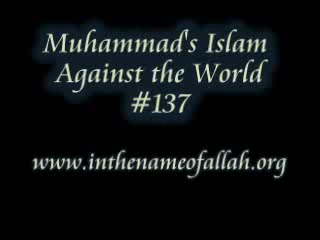 Muhammad's Islam
Against the World
#137
www.inthenameofallah.org